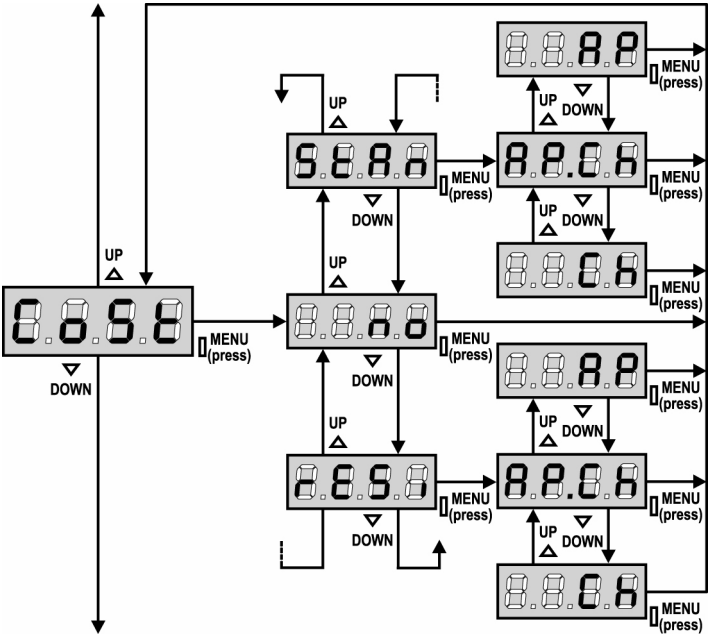 AP
MENU
(press)
UP
DOWN
UP
DOWN
StAn
MENU
(press)
AP.Ch
MENU
(press)
DOWN
UP
DOWN
Ch
MENU
(press)
UP
UP
CoSt
MENU
(press)
DOWN
no
MENU
(press)
DOWN
AP
MENU
(press)
UP
UP
DOWN
rESi
MENU
(press)
AP.Ch
MENU
(press)
DOWN
UP
DOWN
Ch
MENU
(press)